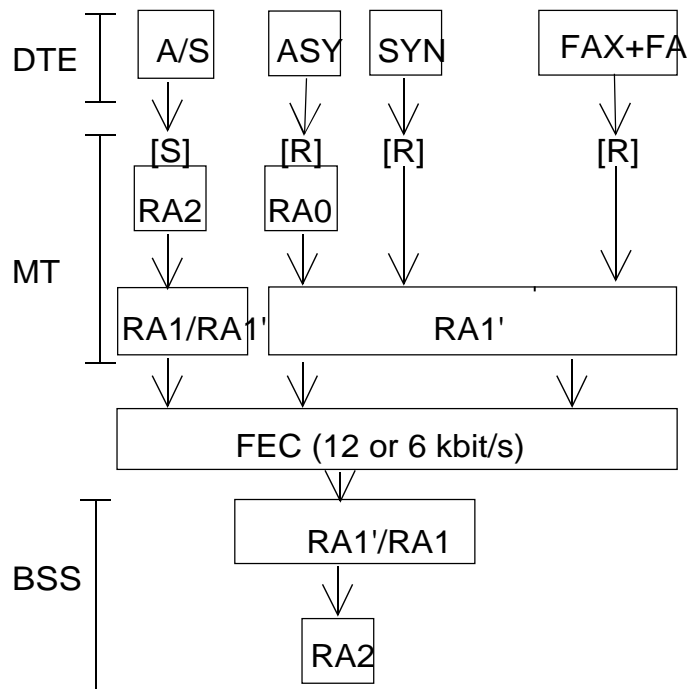 DTE A/S ASY SYN FAX+FA
[S] [R] [R] [R]
RA2 RA0
MT
RA1/RA1' RA1'
FEC (12 or 6 kbit/s)
RA1'/RA1
BSS
RA2